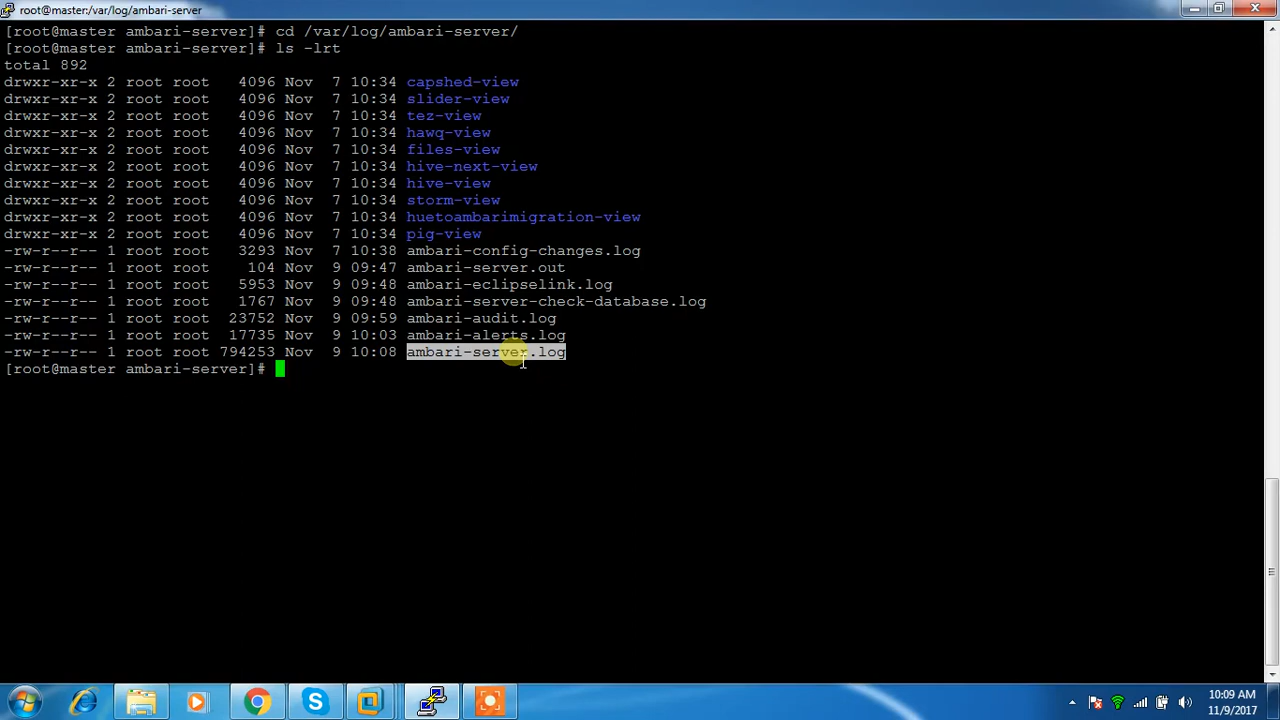 root@master:/var/log/ambari-server
[root@master ambari-server]# cd /var/log/ambari-server/
[root@master ambari-server]# ls -lrt
total 892
drwxr-xr-x 2 root root   4096 Nov  7 10:34 capshed-view
drwxr-xr-x 2 root root   4096 Nov  7 10:34 slider-view
drwxr-xr-x 2 root root   4096 Nov  7 10:34 tez-view
drwxr-xr-x 2 root root   4096 Nov  7 10:34 hawq-view
drwxr-xr-x 2 root root   4096 Nov  7 10:34 files-view
drwxr-xr-x 2 root root   4096 Nov  7 10:34 hive-next-view
drwxr-xr-x 2 root root   4096 Nov  7 10:34 hive-view
drwxr-xr-x 2 root root   4096 Nov  7 10:34 storm-view
drwxr-xr-x 2 root root   4096 Nov  7 10:34 huetoambarimigration-view
drwxr-xr-x 2 root root   4096 Nov  7 10:34 pig-view
-rw-r--r-- 1 root root   3293 Nov  7 10:38 ambari-config-changes.log
-rw-r--r-- 1 root root    104 Nov  9 09:47 ambari-server.out
-rw-r--r-- 1 root root   5953 Nov  9 09:48 ambari-eclipselink.log
-rw-r--r-- 1 root root   1767 Nov  9 09:48 ambari-server-check-database.log
-rw-r--r-- 1 root root  23752 Nov  9 09:59 ambari-audit.log
-rw-r--r-- 1 root root  17735 Nov  9 10:03 ambari-alerts.log
-rw-r--r-- 1 root root 794253 Nov  9 10:08 ambari-server.log
[root@master ambari-server]#
10:09 AM
11/9/2017